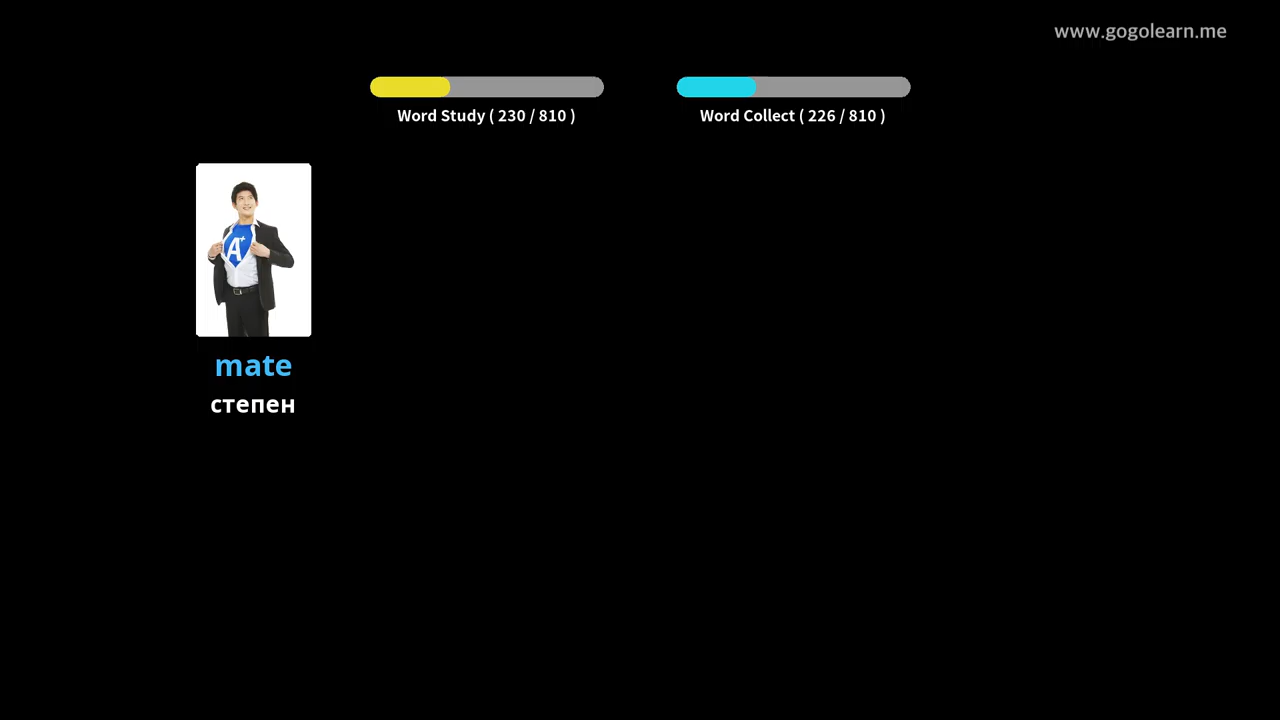 www.gogolearn.me
Word Study ( 230 / 810 )
Word Collect ( 226 / 810 )
A+
mate
степен